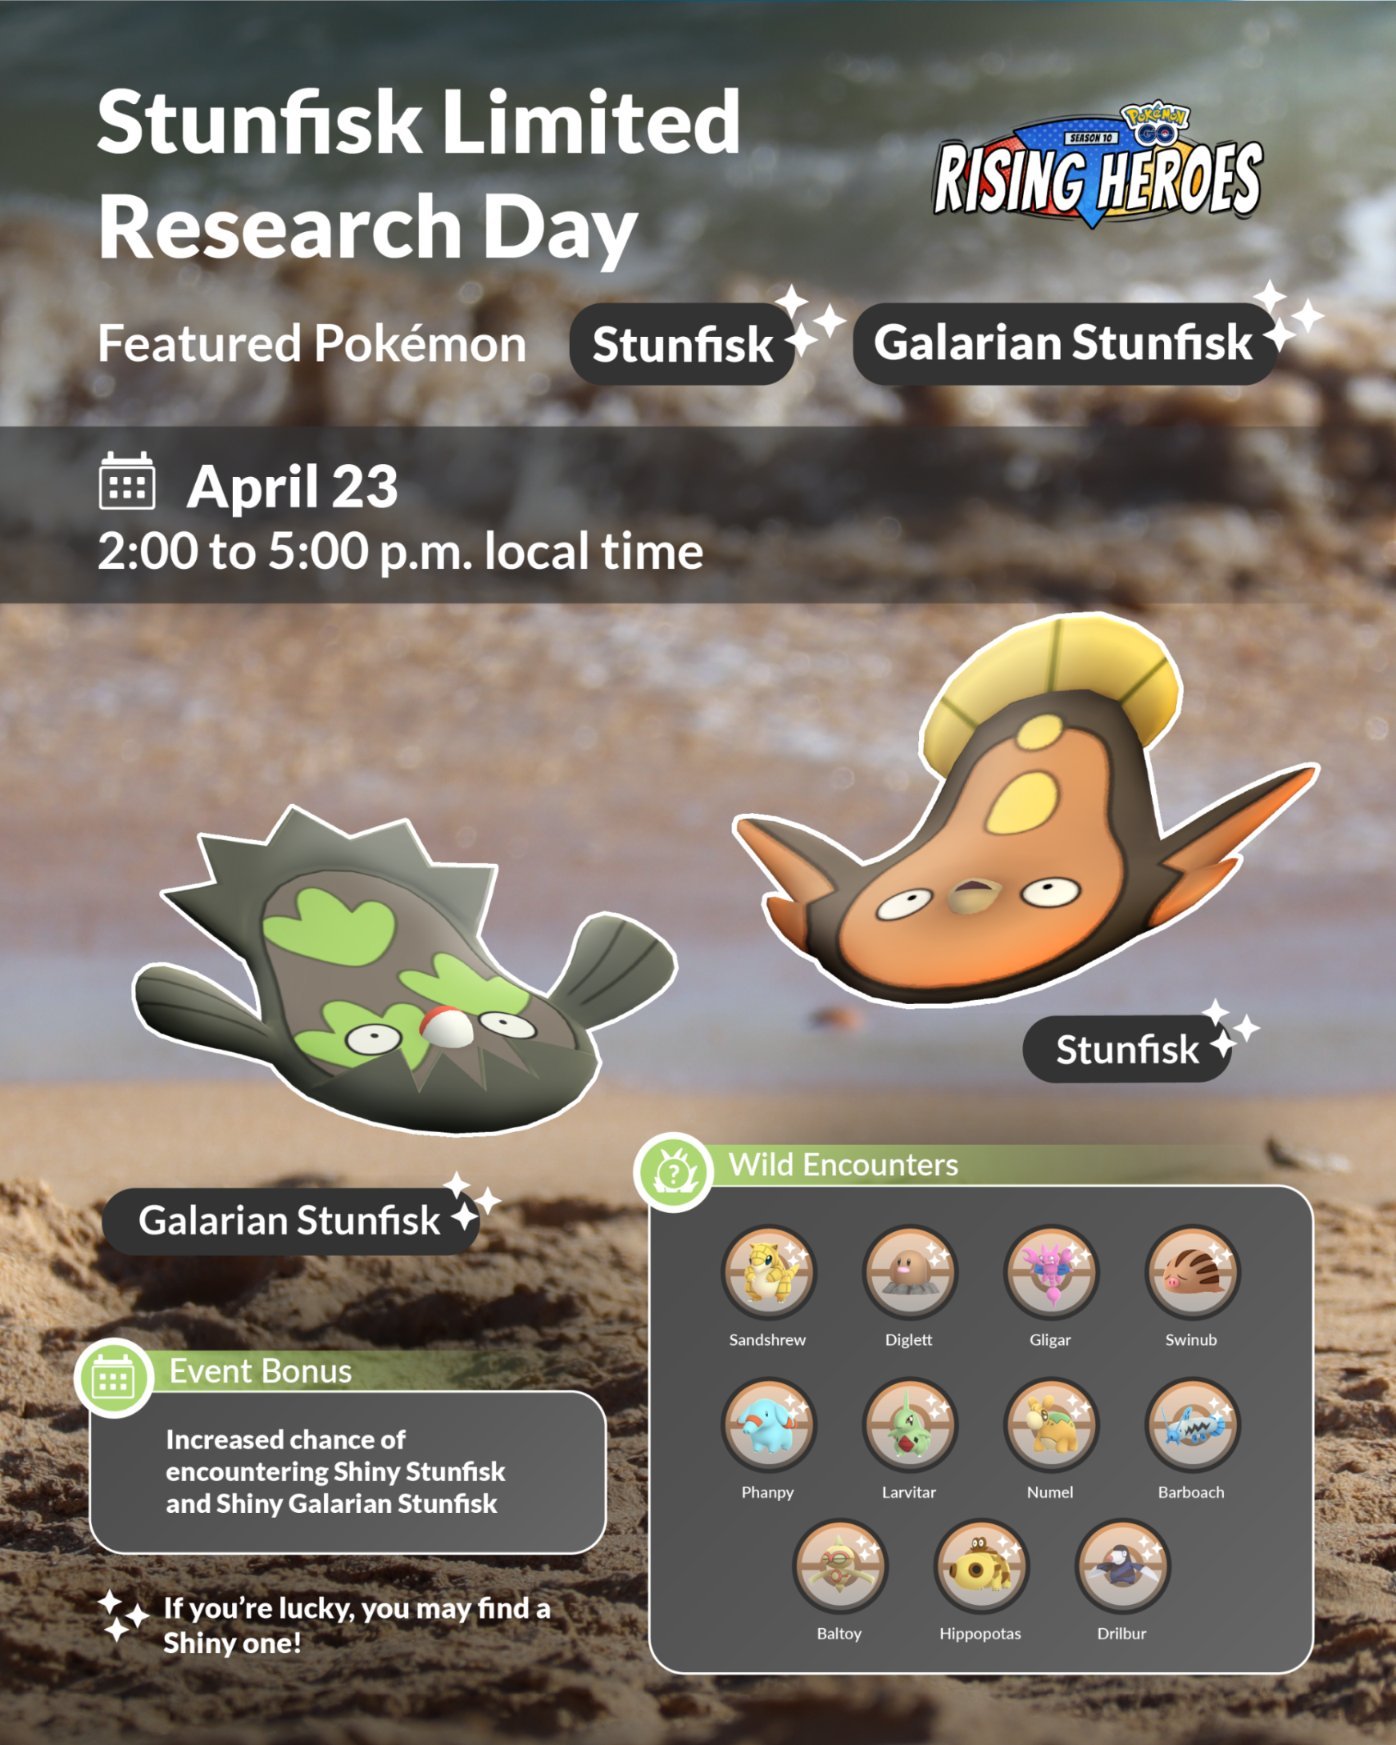 Stunfisk Limited
Research Day
SEASON 10
POKÉMON
GO
RISING HEROES
Featured Pokémon
Stunfisk
Galarian Stunfisk
April 23
2:00 to 5:00 p.m. local time
Stunfisk
Galarian Stunfisk
Event Bonus
Increased chance of
encountering Shiny Stunfisk
and Shiny Galarian Stunfisk
If you’re lucky, you may find a
Shiny one!
?
Wild Encounters
Sandshrew
Diglett
Gligar
Swinub
Phanpy
Larvitar
Numel
Barboach
Baltoy
Hippopotas
Drilbur